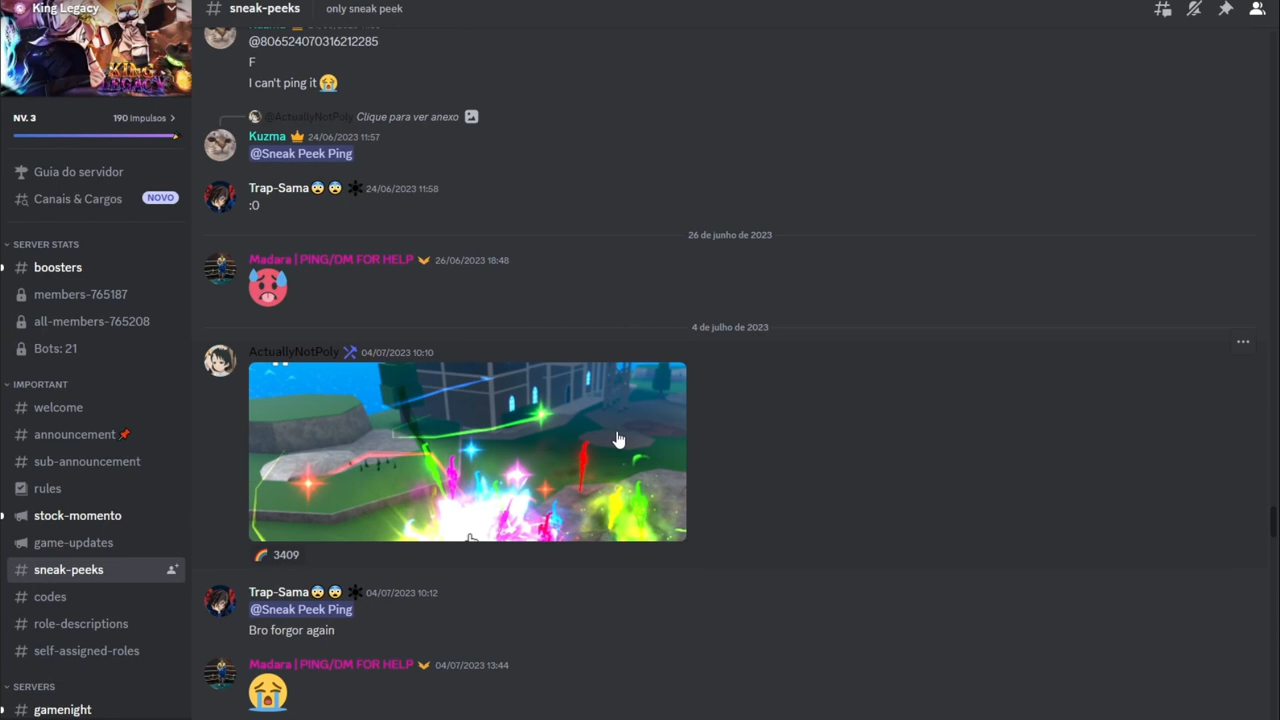 King Legacy
KING
LEGACY
NV. 3
190 Impulsos
Guia do servidor
Canais & Cargos
NOVO
SERVER STATS
boosters
members-765187
all-members-765208
Bots: 21
IMPORTANT
welcome
announcement📌
sub-announcement
rules
stock-momento
game-updates
sneak-peeks
codes
role-descriptions
self-assigned-roles
SERVERS
gamenight
# sneak-peeks
only sneak peek
@806524070316212285
F
I can't ping it😭
@ActuallyNotPoly Clique para ver anexo
Kuzma 24/06/2023 11:57
@Sneak Peek Ping
Trap-Sama😨😨 24/06/2023 11:58
:0
26 de junho de 2023
Madara | PING/DM FOR HELP 26/06/2023 18:48
4 de julho de 2023
ActuallyNotPoly 04/07/2023 10:10
3409
Trap-Sama😨😨 04/07/2023 10:12
@Sneak Peek Ping
Bro forgor again
Madara | PING/DM FOR HELP 04/07/2023 13:44